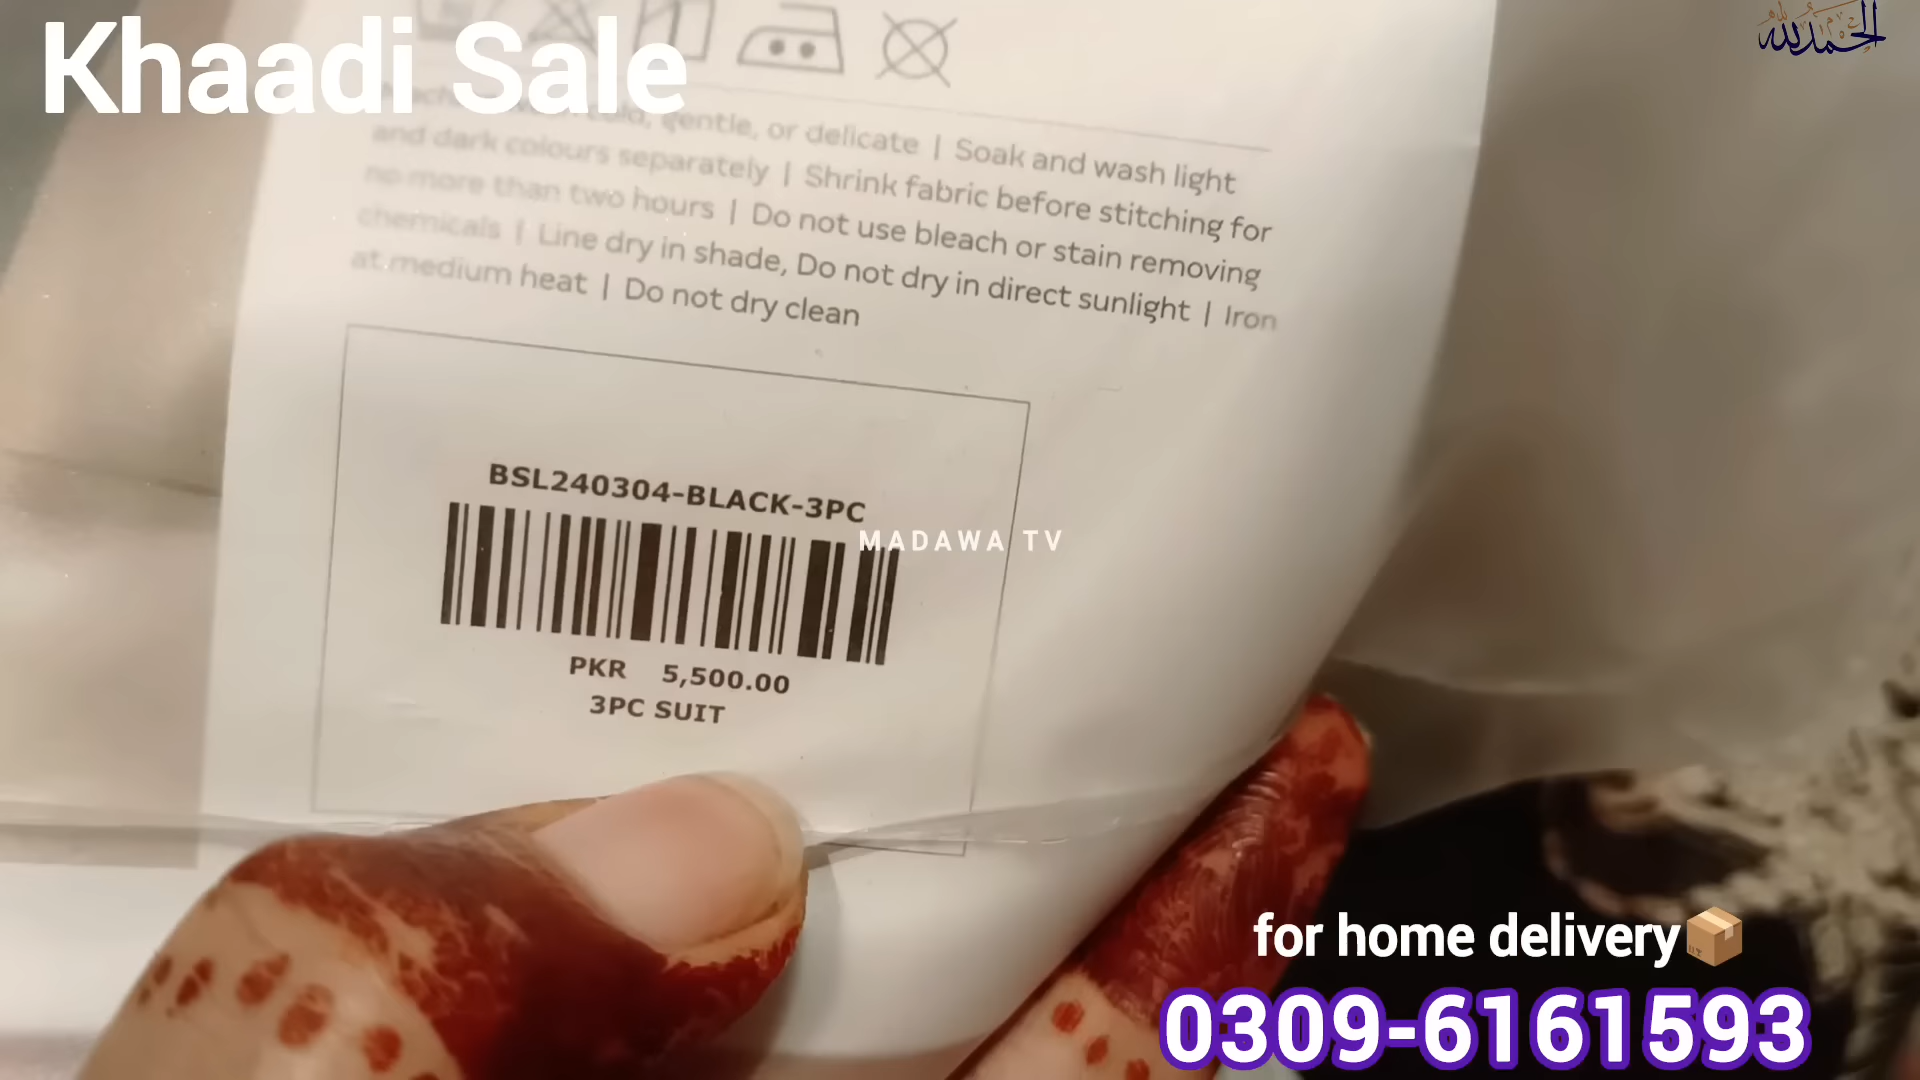 Khaadi Sale
الحمدلله
cold, gentle, or delicate | Soak and wash light
and dark colours separately | Shrink fabric before stitching for
no more than two hours | Do not use bleach or stain removing
chemicals | Line dry in shade, Do not dry in direct sunlight | Iron
at medium heat | Do not dry clean
BSL240304-BLACK-3PC
MADAWA TV
PKR 5,500.00
3PC SUIT
for home delivery📦
0309-6161593